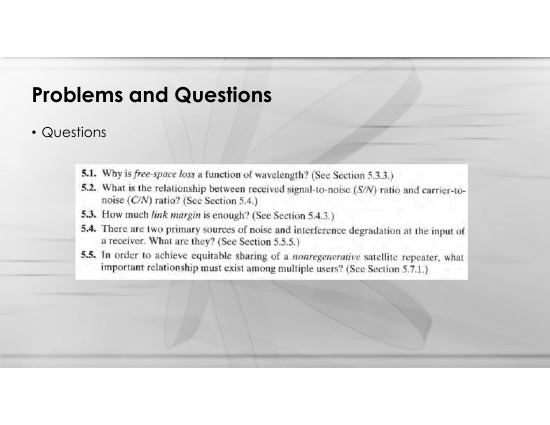 Problems and Questions
• Questions
5.1. Why is free-space loss a function of wavelength? (See Section 5.3.3.)
5.2. What is the relationship between received signal-to-noise (S/N) ratio and carrier-to-
noise (C/N) ratio? (See Section 5.4.)
5.3. How much link margin is enough? (See Section 5.4.3.)
5.4. There are two primary sources of noise and interference degradation at the input of
a receiver. What are they? (See Section 5.5.5.)
5.5. In order to achieve equitable sharing of a nonregenerative satellite repeater, what
important relationship must exist among multiple users? (See Section 5.7.1.)